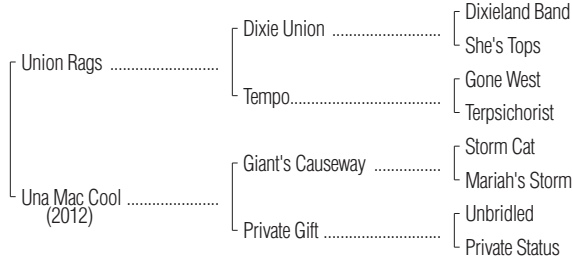 Dixieland Band
Dixie Union ......................
She's Tops
Union Rags ......................
Gone West
Tempo..............................
Terpsichorist
Storm Cat
Giant's Causeway ..............
Mariah's Storm
Una Mac Cool ..................
(2012)
Unbridled
Private Gift ........................
Private Status